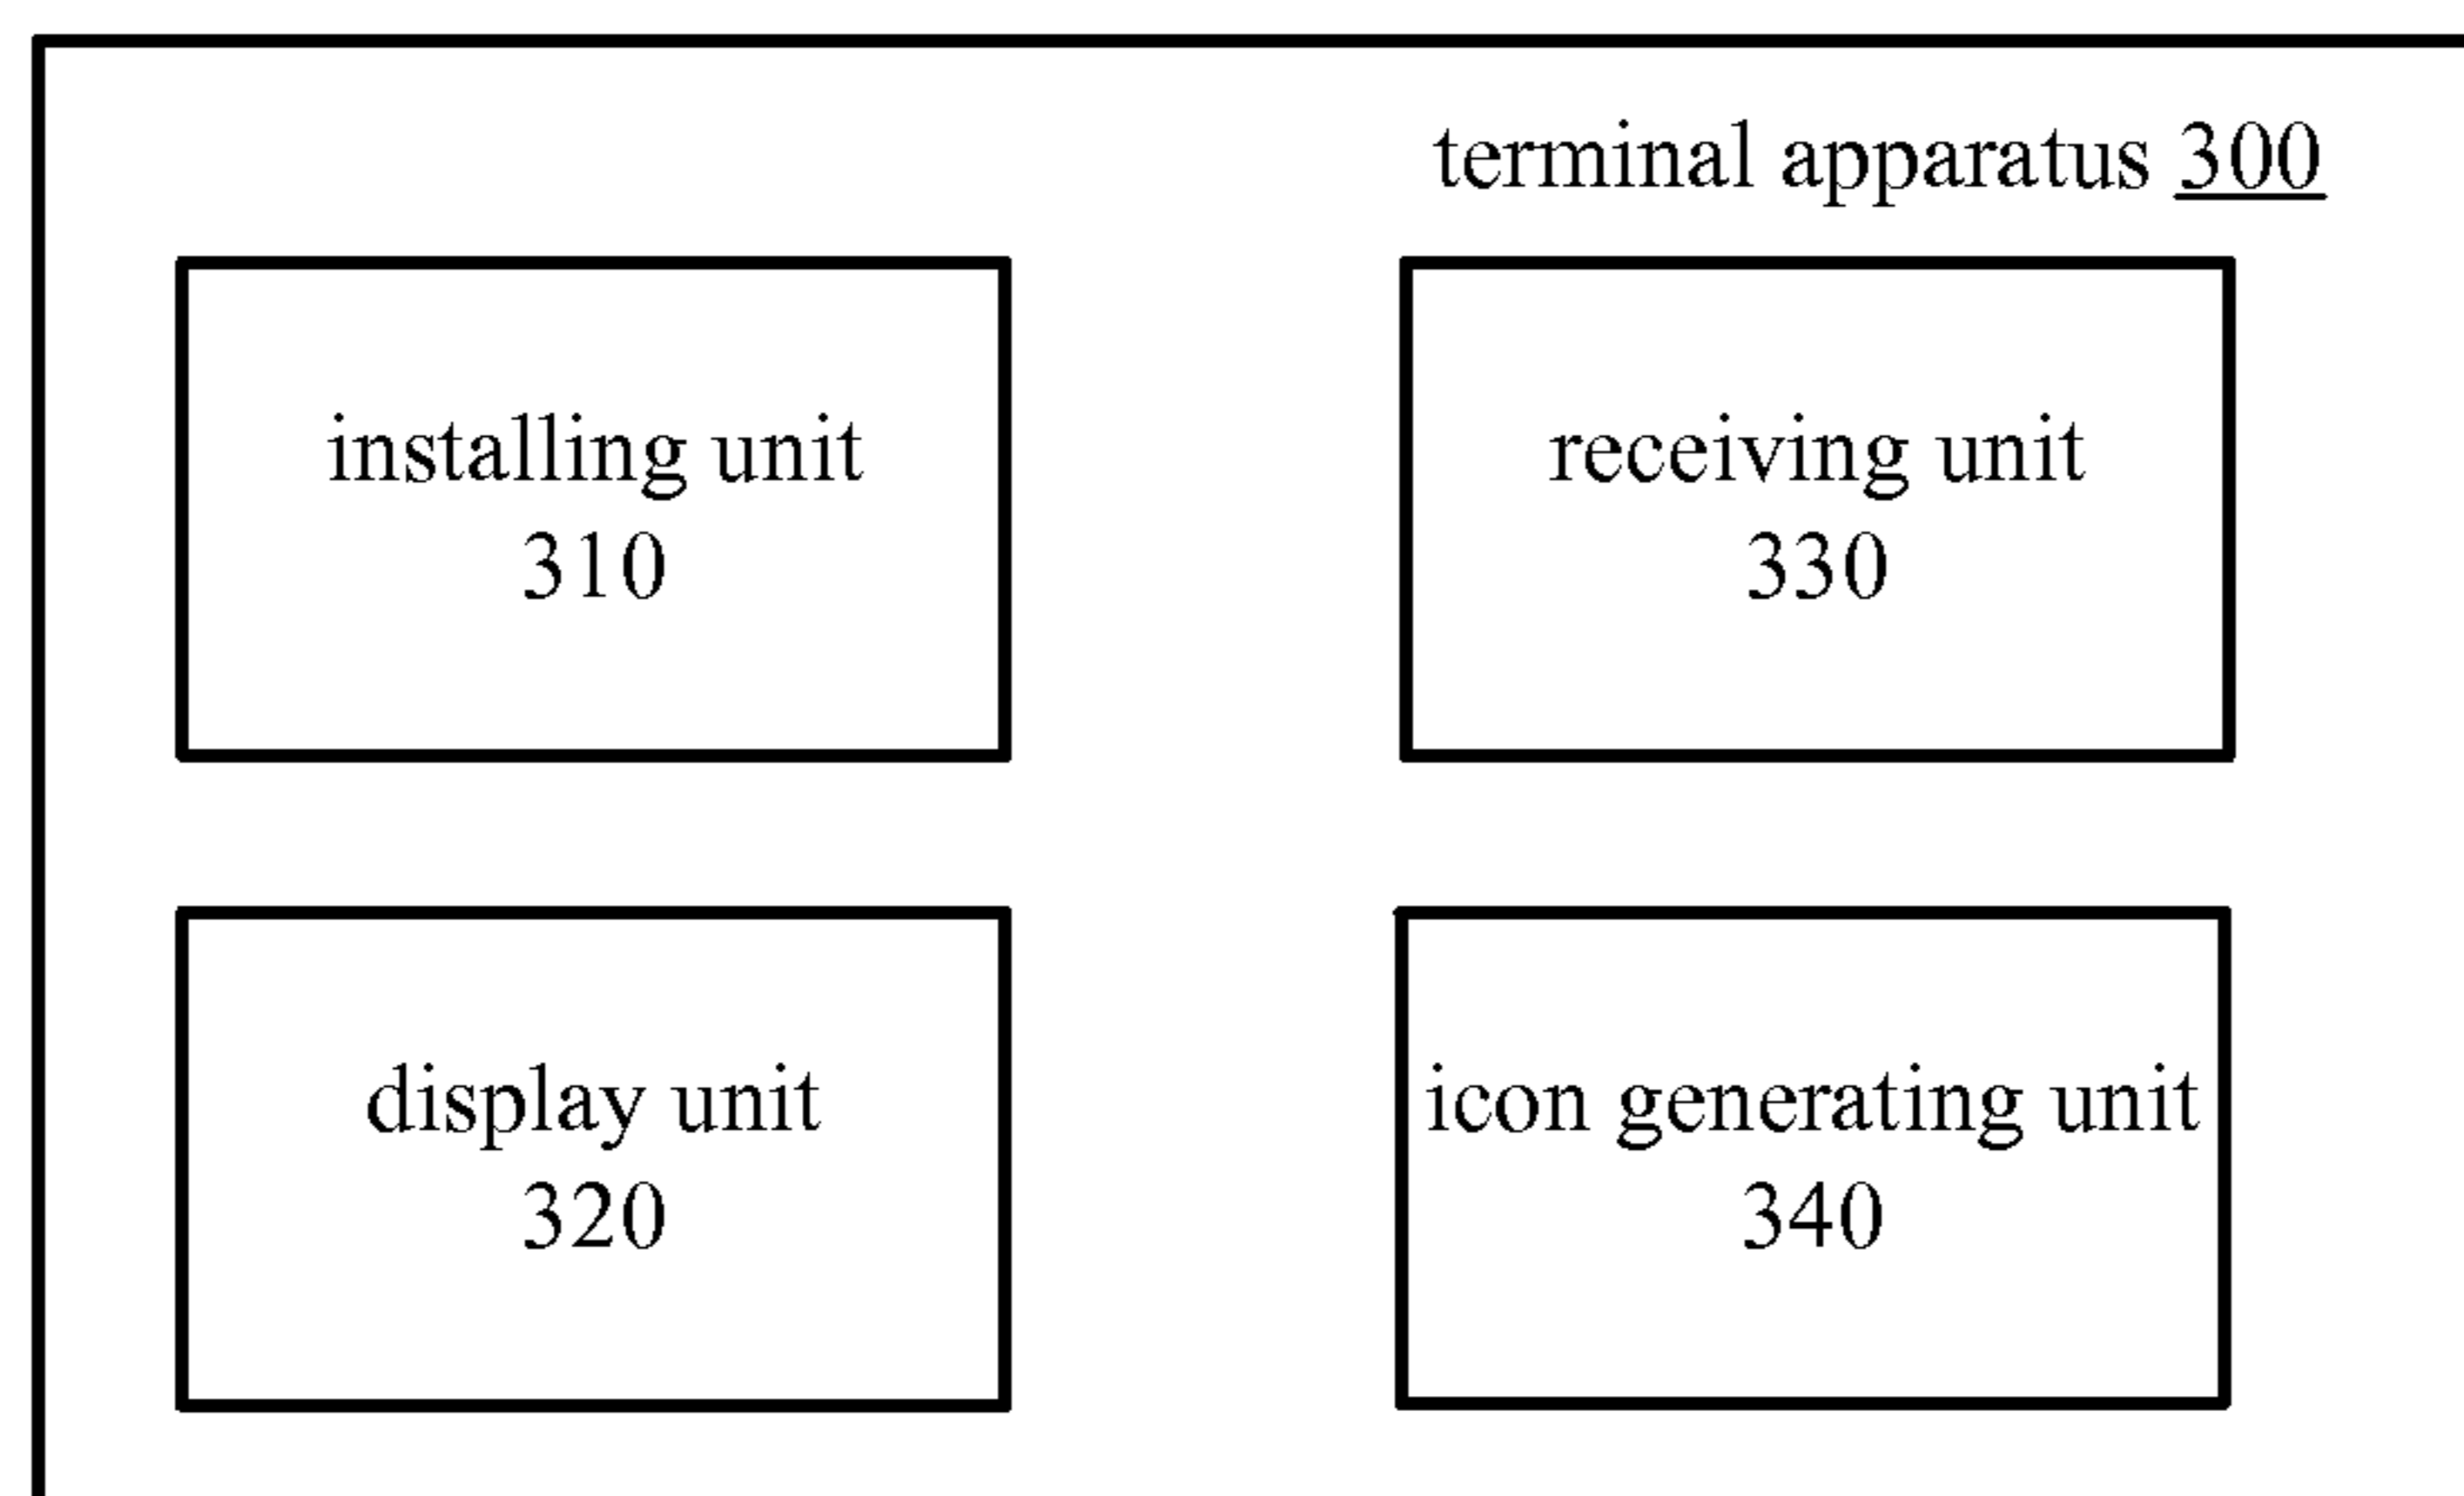 terminal apparatus 300
installing unit
310
receiving unit
330
display unit
320
icon generating unit
340